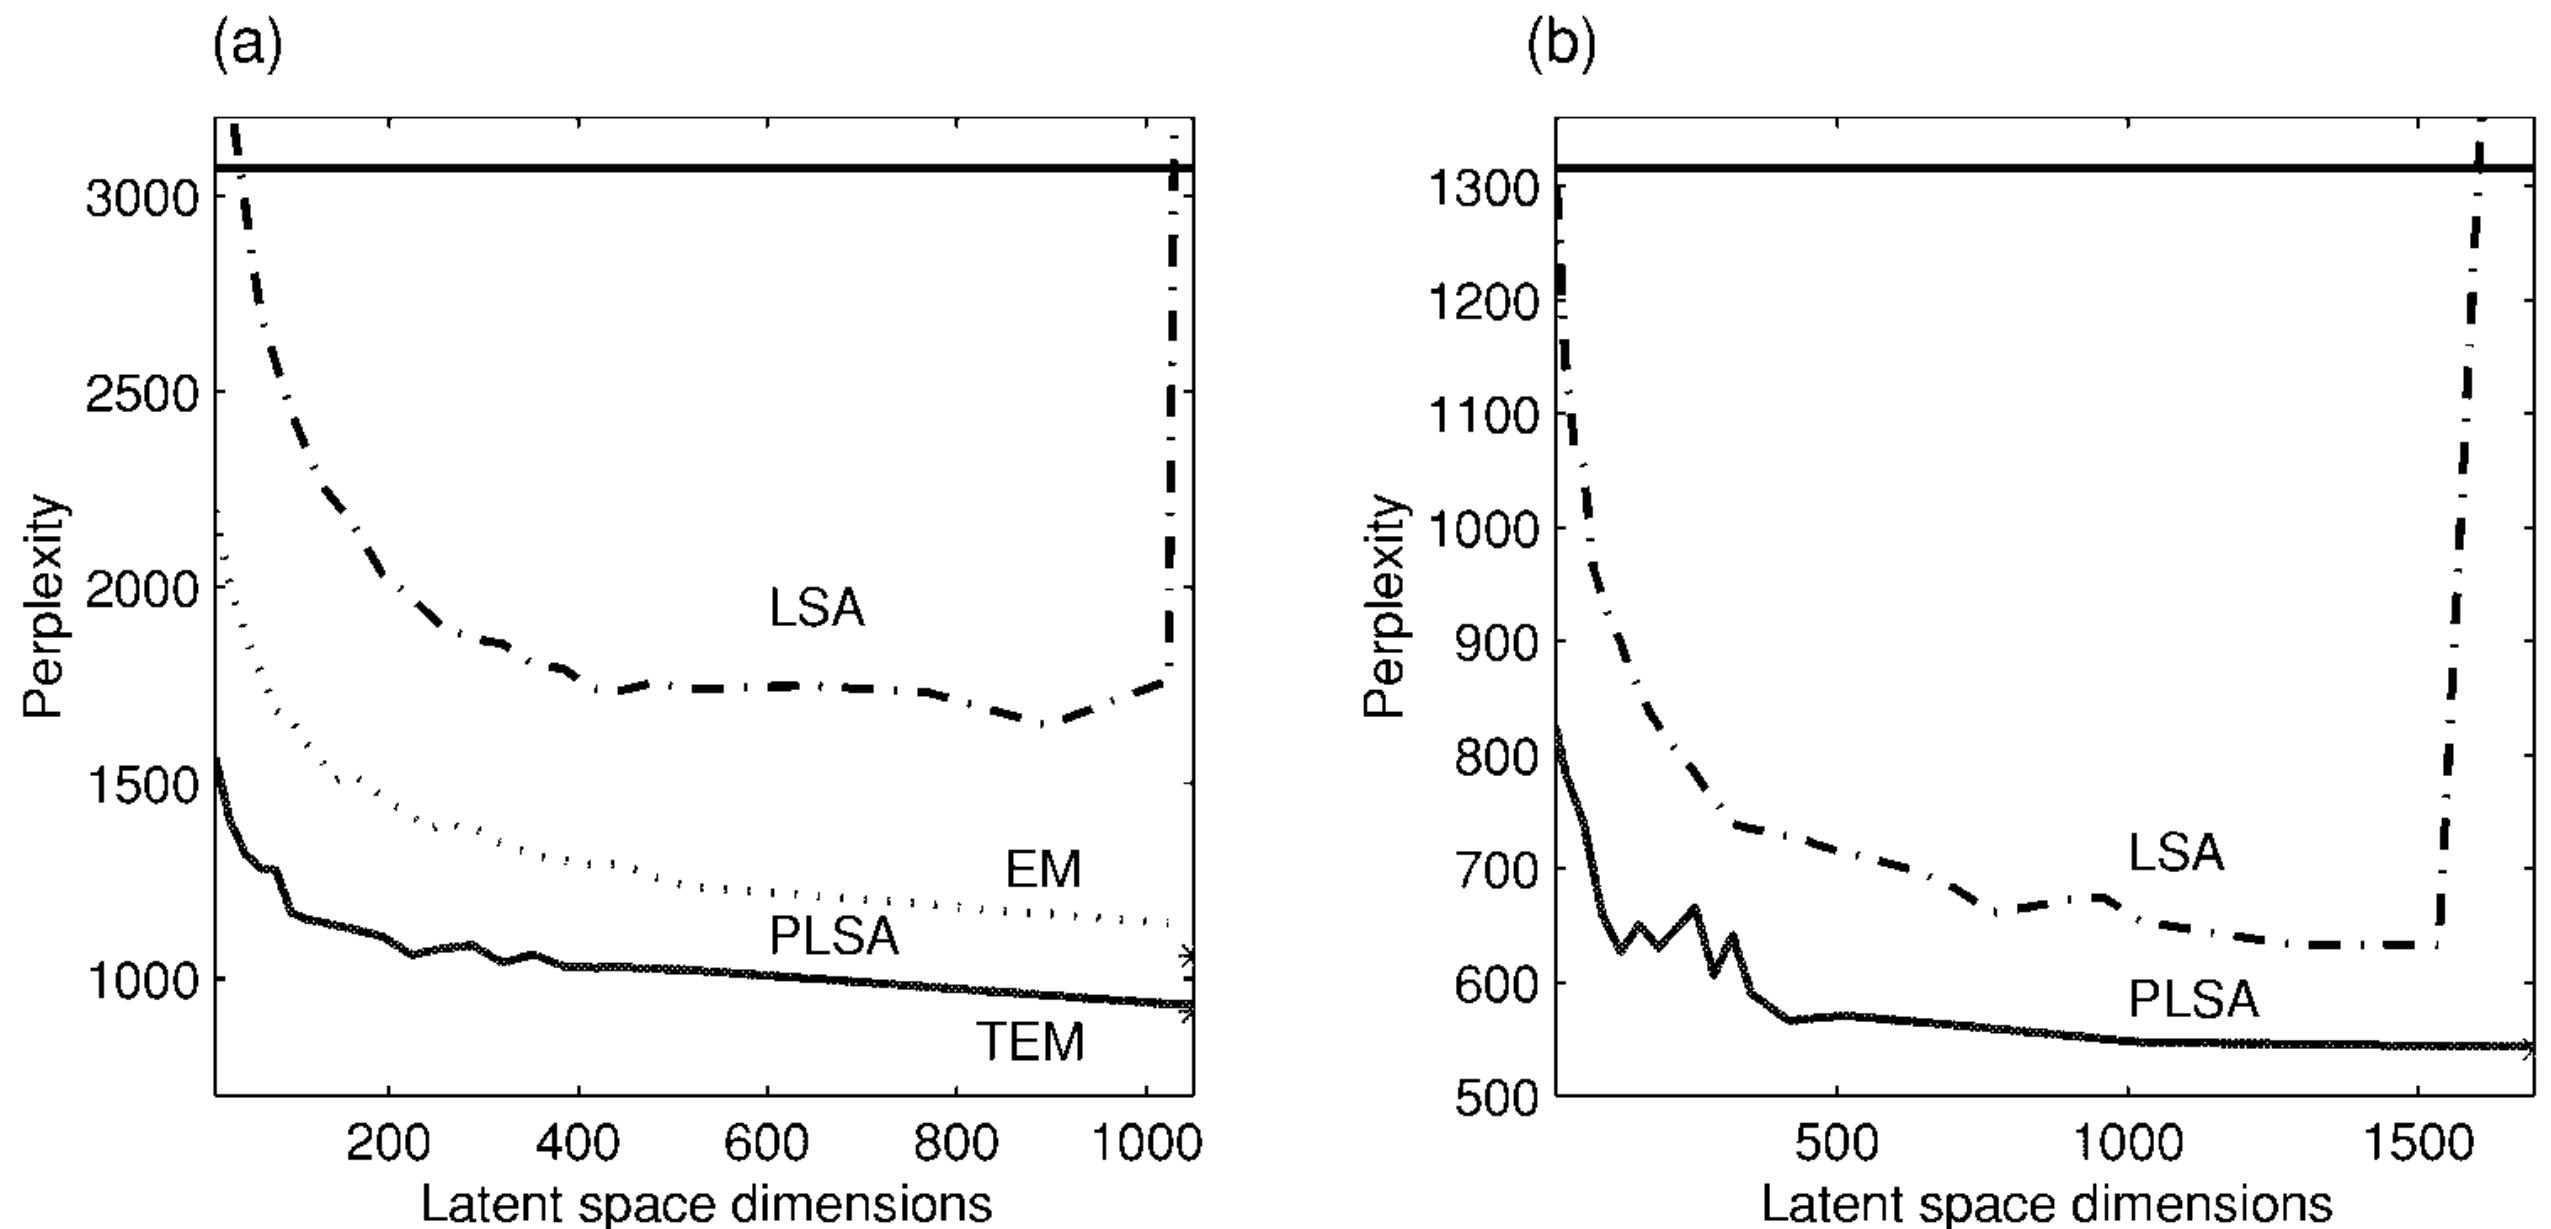 (a)
3000
2500
2000
1500
1000
Perplexity
LSA
EM
PLSA
TEM
200 400 600 800 1000
Latent space dimensions
(b)
1300
1200
1100
1000
900
800
700
600
500
Perplexity
LSA
PLSA
500 1000 1500
Latent space dimensions